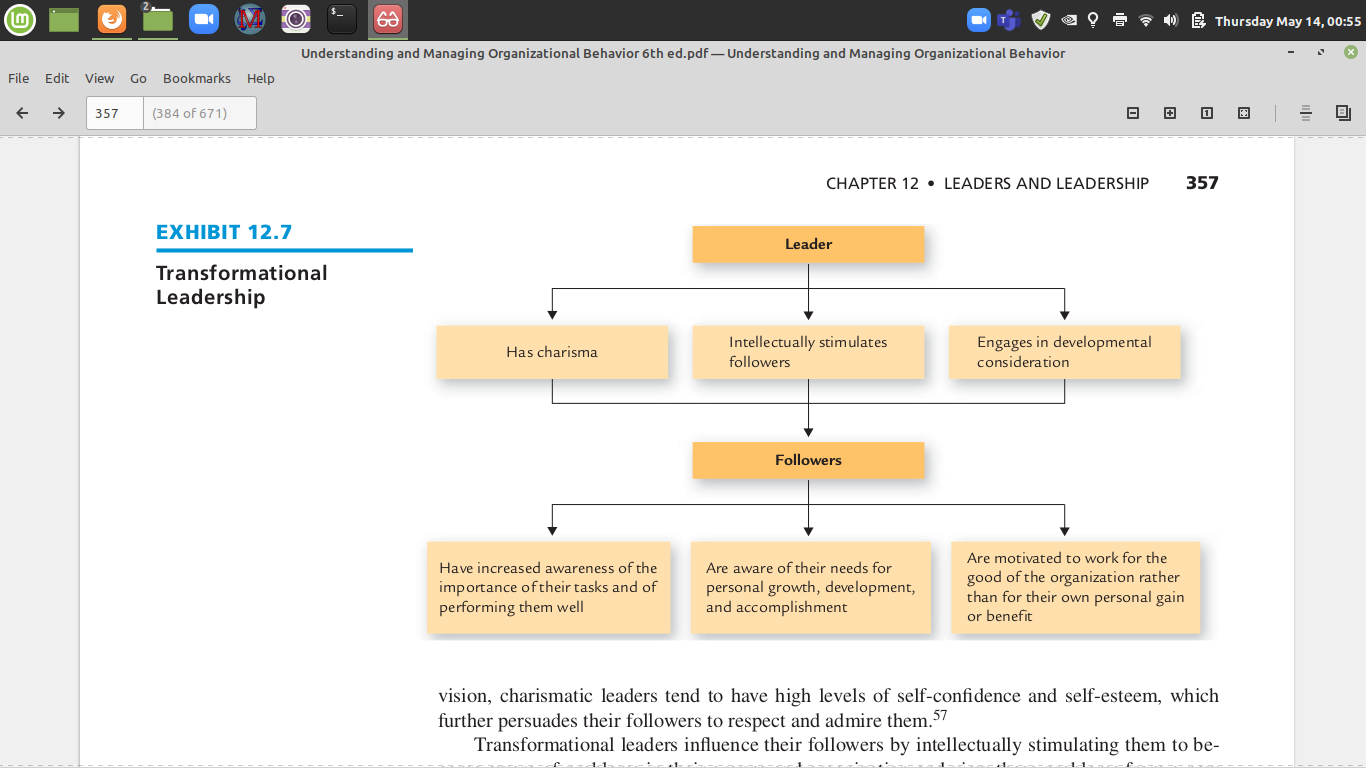 2
$_
Thursday May 14, 00:55
Understanding and Managing Organizational Behavior 6th ed.pdf — Understanding and Managing Organizational Behavior
File Edit View Go Bookmarks Help
357 (384 of 671)
CHAPTER 12 • LEADERS AND LEADERSHIP 357
EXHIBIT 12.7
Transformational
Leadership
Leader
Has charisma
Intellectually stimulates
followers
Engages in developmental
consideration
Followers
Have increased awareness of the
importance of their tasks and of
performing them well
Are aware of their needs for
personal growth, development,
and accomplishment
Are motivated to work for the
good of the organization rather
than for their own personal gain
or benefit
vision, charismatic leaders tend to have high levels of self-confidence and self-esteem, which
further persuades their followers to respect and admire them.57
Transformational leaders influence their followers by intellectually stimulating them to be-